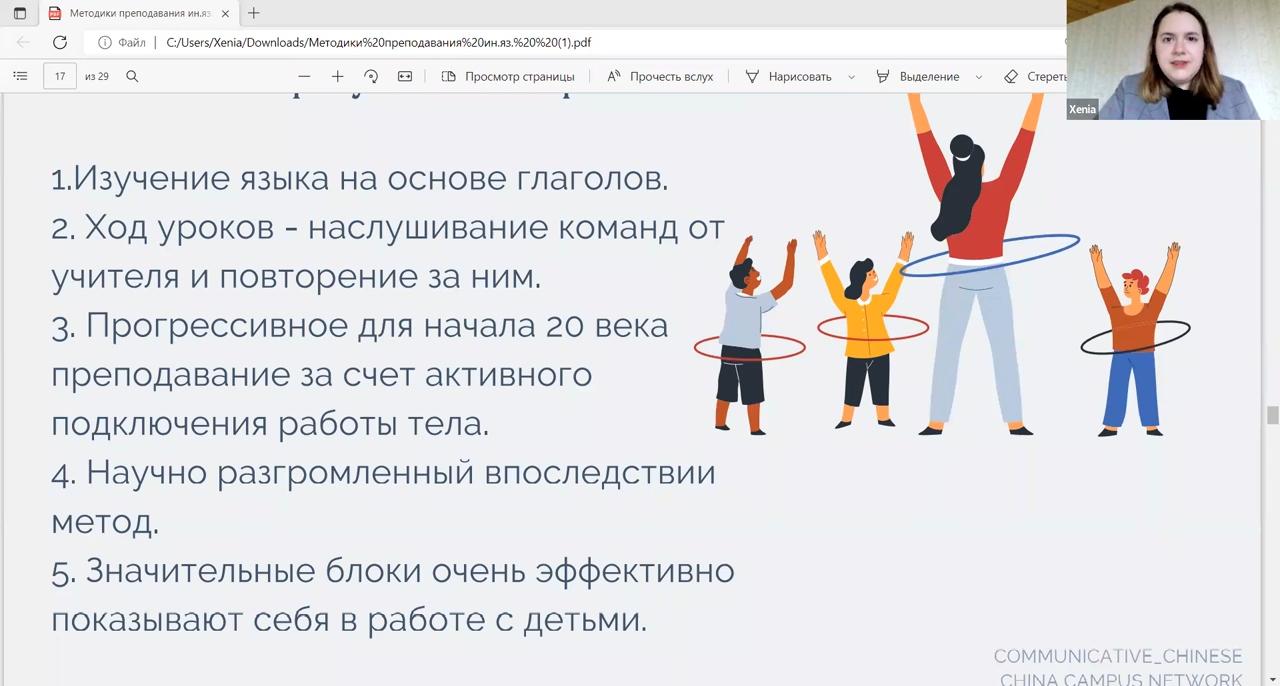 Методики преподавания ин.яз.
Файл
C:/Users/Xenia/Downloads/Методики%20преподавания%20ин.яз.%20%20(1).pdf
17 из 29
Просмотр страницы
Прочесть вслух
Нарисовать
Выделение
Стереть
Xenia
1.Изучение языка на основе глаголов.
2. Ход уроков - наслушивание команд от
учителя и повторение за ним.
3. Прогрессивное для начала 20 века
преподавание за счет активного
подключения работы тела.
4. Научно разгромленный впоследствии
метод.
5. Значительные блоки очень эффективно
показывают себя в работе с детьми.
COMMUNICATIVE_CHINESE
CHINA CAMPUS NETWORK